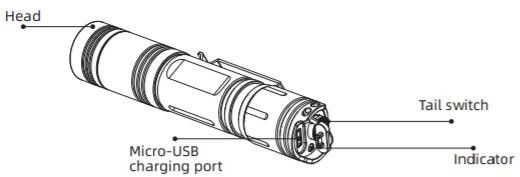 Head
Tail switch
Micro-USB
charging port
Indicator